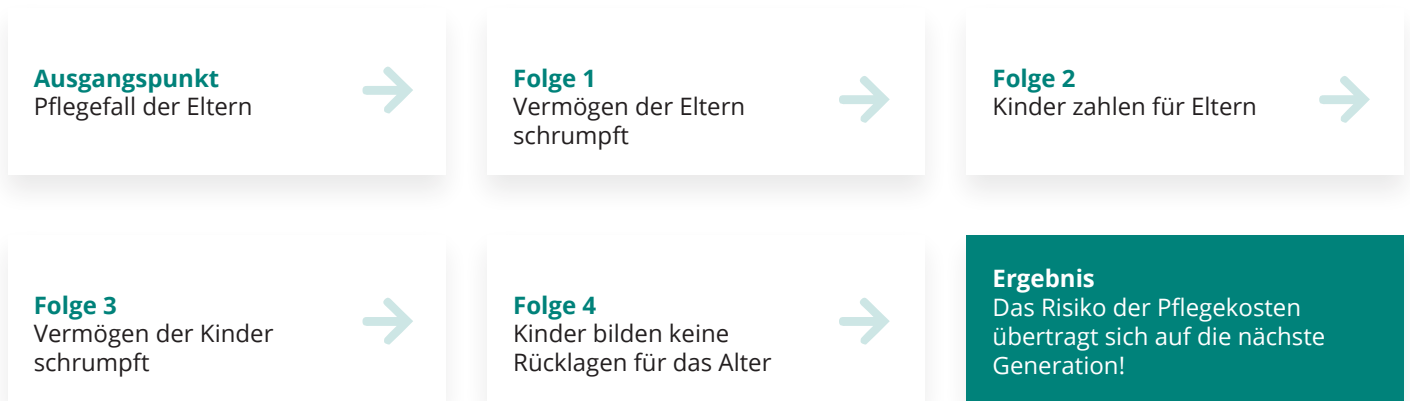 Ausgangspunkt
Pflegefall der Eltern
Folge 1
Vermögen der Eltern
schrumpft
Folge 2
Kinder zahlen für Eltern
Folge 3
Vermögen der Kinder
schrumpft
Folge 4
Kinder bilden keine
Rücklagen für das Alter
Ergebnis
Das Risiko der Pflegekosten
übertragt sich auf die nächste
Generation!